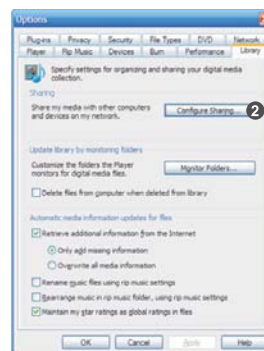 Options
Plug-ins Privacy Security File Types DVD Network
Player Rip Music Devices Burn Performance Library
Specify settings for organizing and sharing your digital media
collection.
Sharing
Share my media with other computers
and devices on my network.
Configure Sharing...
2
Update library by monitoring folders
Customize the folders the Player
monitors for digital media files.
Monitor Folders...
Delete files from computer when deleted from library
Automatic media information updates for files
Retrieve additional information from the Internet
Only add missing information
Overwrite all media information
Rename music files using rip music settings
Rearrange music in rip music folder, using rip music settings
Maintain my star ratings as global ratings in files
OK Cancel Apply Help